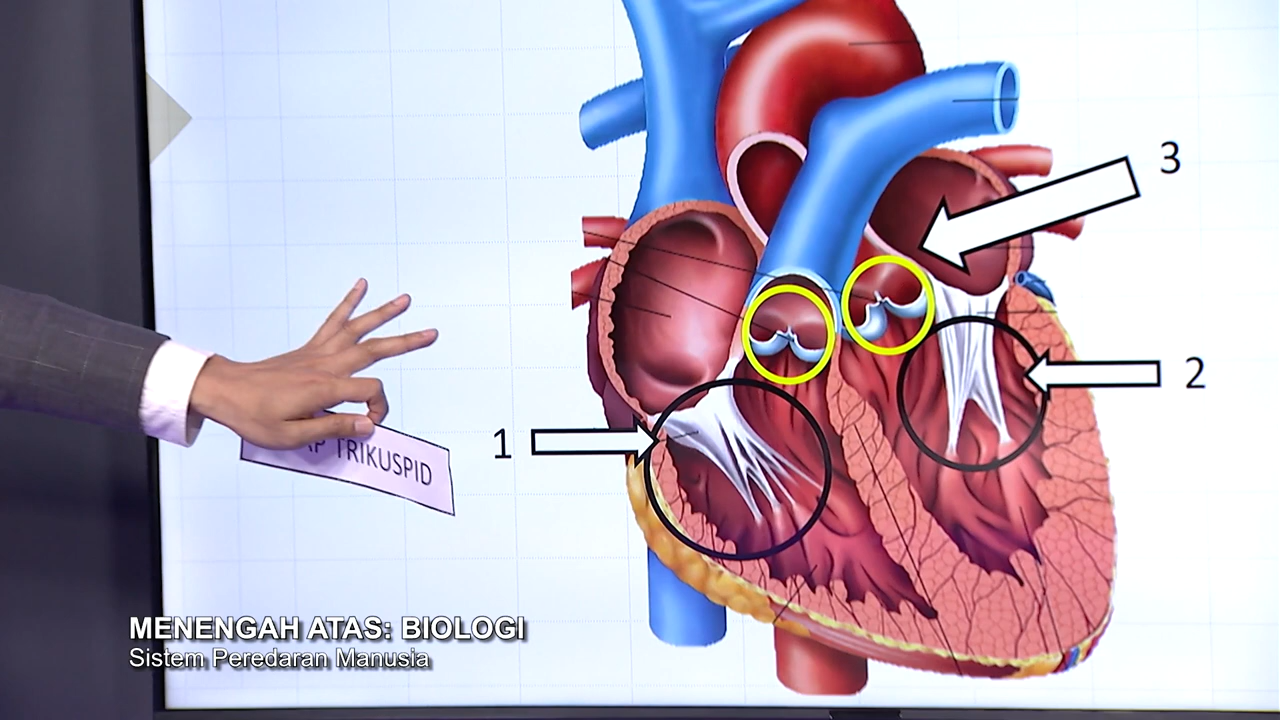 3
2
1
TRIKUSPID
MENENGAH ATAS: BIOLOGI
Sistem Peredaran Manusia